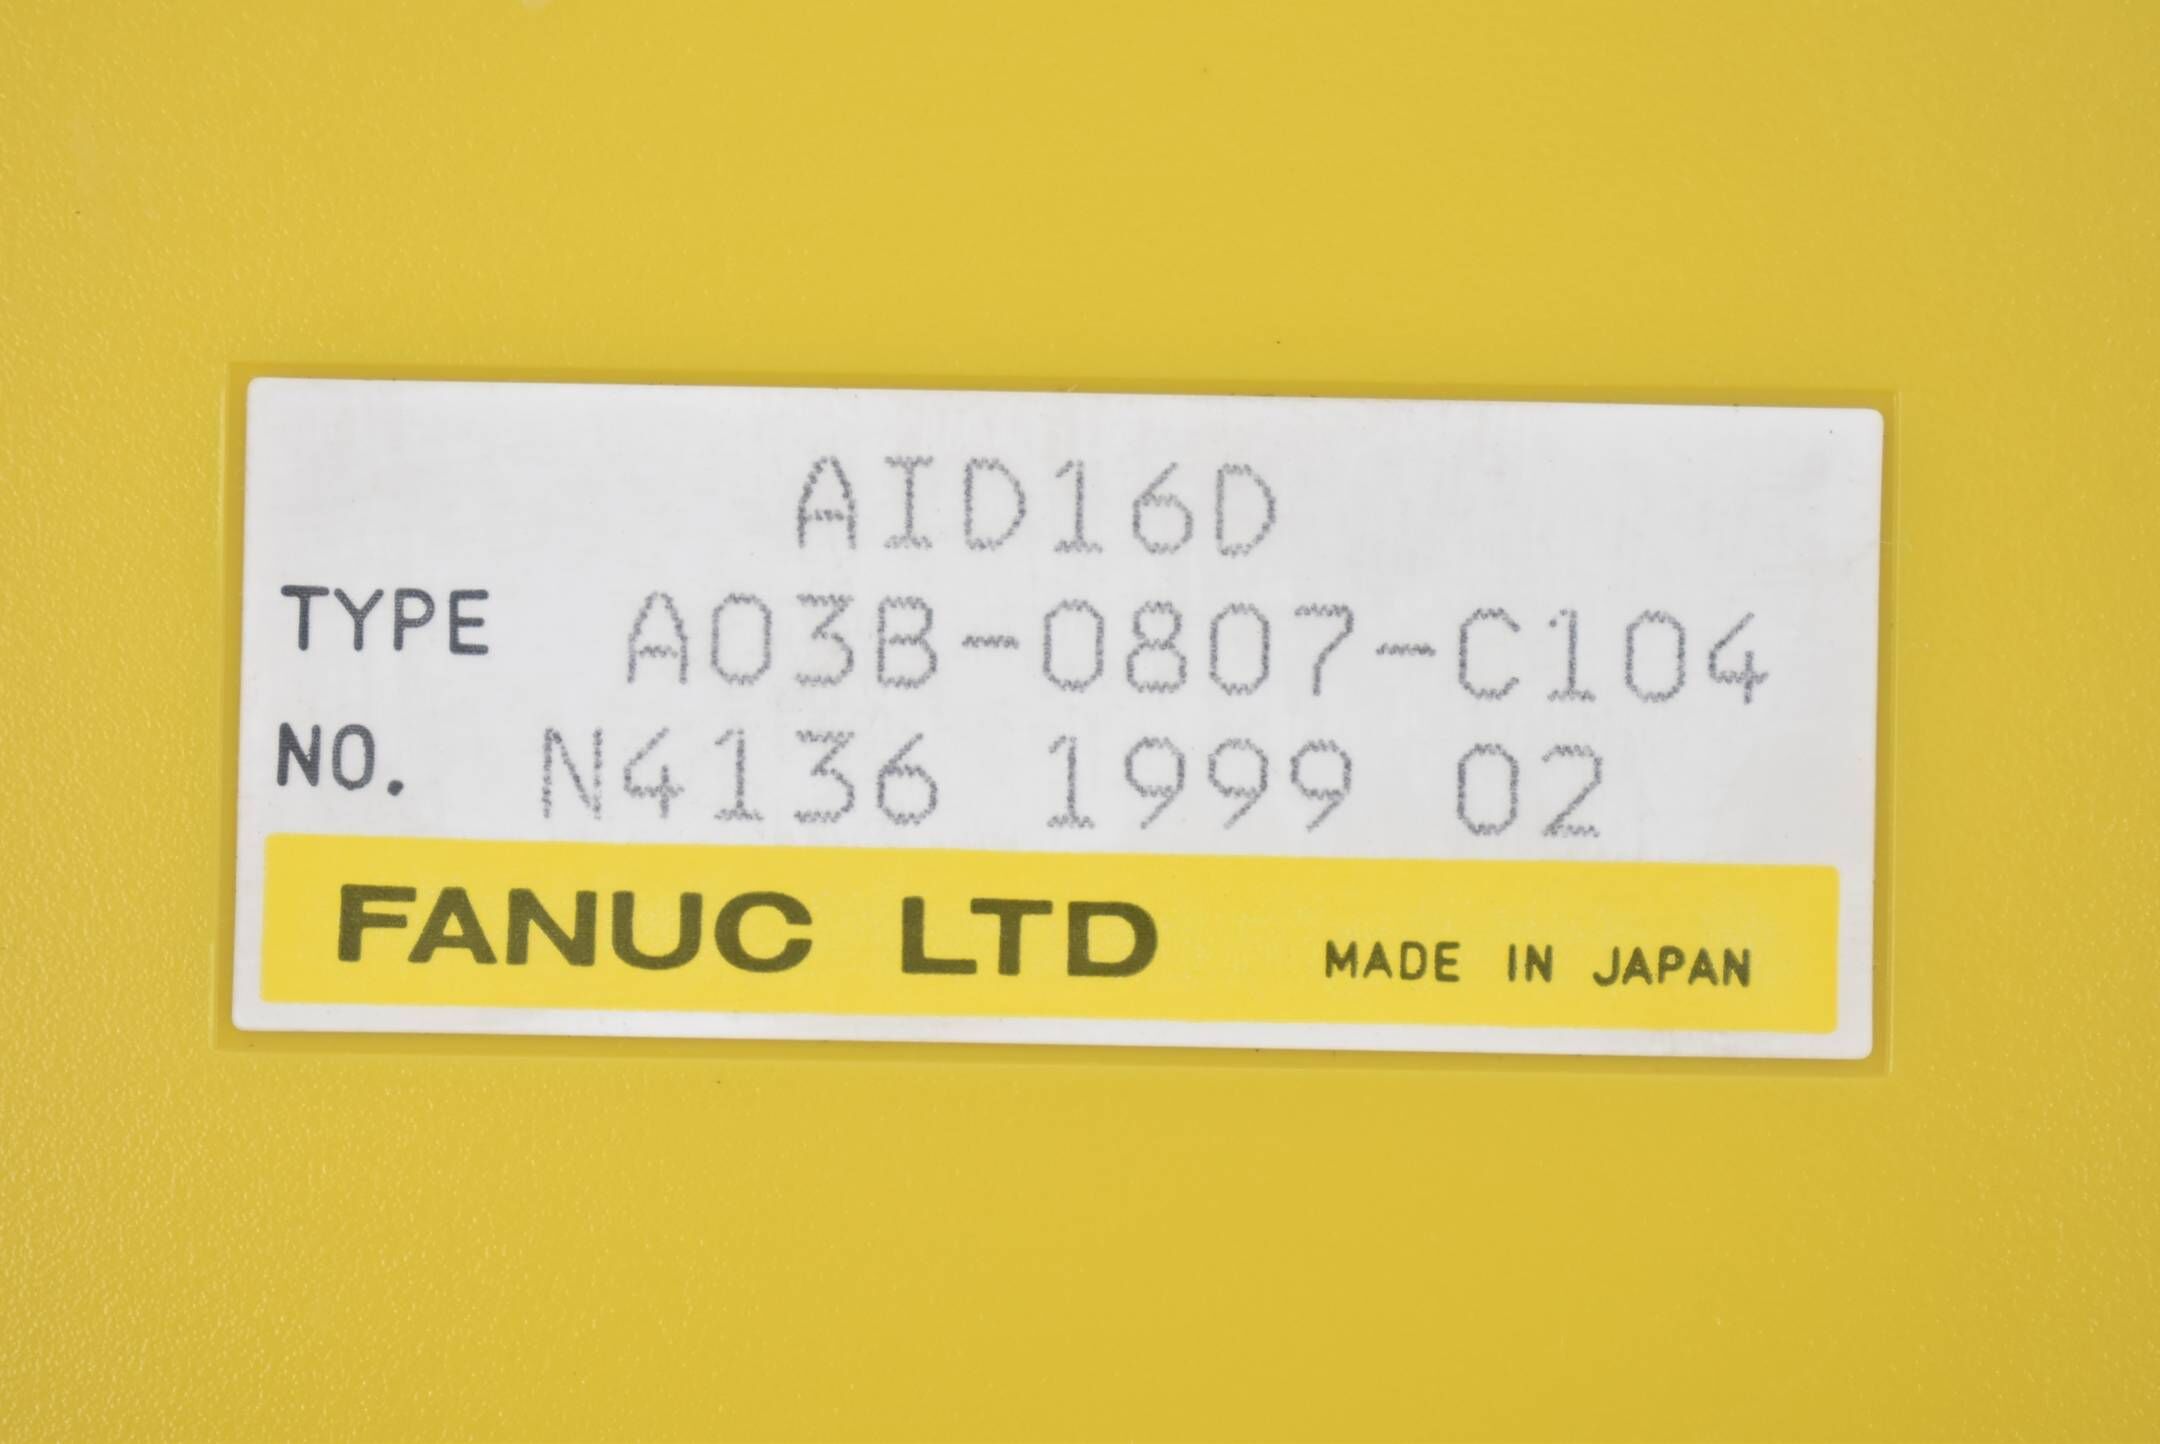 AID16D
TYPE A03B-0807-C104
NO. N4136 1999 02
FANUC LTD MADE IN JAPAN